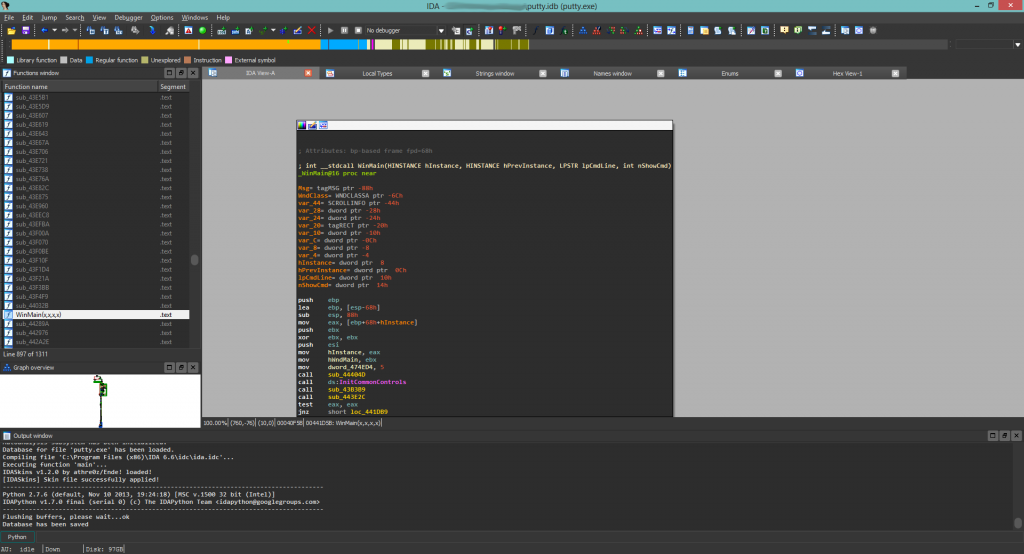 IDA - putty.idb (putty.exe)
File Edit Jump Search View Debugger Options Windows Help
No debugger
Library function Data Regular function Unexplored Instruction External symbol
Functions window
IDA View-A Local Types Strings window Names window Enums Hex View-1
Function name Segment
sub_43E5B1 .text
sub_43E5D9 .text
sub_43E607 .text
sub_43E619 .text
sub_43E643 .text
sub_43E67A .text
sub_43E706 .text
sub_43E721 .text
sub_43E738 .text
sub_43E76A .text
sub_43E82C .text
sub_43E875 .text
sub_43E960 .text
sub_43EEC8 .text
sub_43EFBA .text
sub_43F00A .text
sub_43F070 .text
sub_43F0BE .text
sub_43F10F .text
sub_43F1D4 .text
sub_43F21A .text
sub_43F3BB .text
sub_43F4F9 .text
sub_44032B .text
WinMain(x,x,x,x) .text
sub_44289A .text
sub_442876 .text
sub_442A2E .text
Line 897 of 1311
Graph overview
; Attributes: bp-based frame fpd=68h
; int __stdcall WinMain(HINSTANCE hInstance, HINSTANCE hPrevInstance, LPSTR lpCmdLine, int nShowCmd)
_WinMain@16 proc near
Msg= tagMSG ptr -88h
WndClass= WNDCLASSA ptr -6Ch
var_44= SCROLLINFO ptr -44h
var_28= dword ptr -28h
var_24= dword ptr -24h
var_20= tagRECT ptr -20h
var_10= dword ptr -10h
var_C= dword ptr -0Ch
var_8= dword ptr -8
var_4= dword ptr -4
hInstance= dword ptr 8
hPrevInstance= dword ptr 0Ch
lpCmdLine= dword ptr 10h
nShowCmd= dword ptr 14h
push ebp
lea ebp, [esp-68h]
sub esp, 88h
mov eax, [ebp+68h+hInstance]
push ebx
xor ebx, ebx
push esi
mov hInstance, eax
mov hWndMain, ebx
mov dword_474ED4, 5
call sub_44404D
call ds:InitCommonControls
call sub_43B3B9
call sub_443E2C
test eax, eax
jnz short loc_441DB9
100.00% (760,-76) (10,0) 00040F5B 00441D5B: WinMain(x,x,x,x)
Output window
Database for file 'putty.exe' has been loaded.
Compiling file 'C:\Program Files (x86)\IDA 6.6\idc\ida.idc'...
Executing function 'main'...
IDASkins v1.2.0 by athre0z/Ende! loaded!
[IDASkins] Skin file successfully applied!
Python 2.7.6 (default, Nov 10 2013, 19:24:18) [MSC v.1500 32 bit (Intel)]
IDAPython v1.7.0 final (serial 0) (c) The IDAPython Team <idapython@googlegroups.com>
Flushing buffers, please wait...ok
Database has been saved
Python
AU: idle Down Disk: 97GB